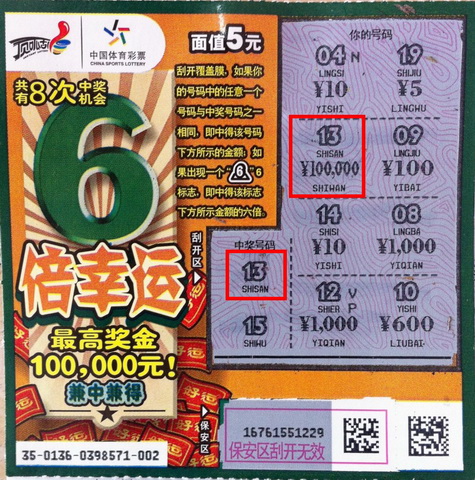 顶呱刮
中国体育彩票
CHINA SPORTS LOTTERY
面值5元
共有8次中奖机会
6
倍幸运
最高奖金
100,000元!
兼中兼得
刮开覆盖膜,如果你
的号码中的任意一个
号码与中奖号码之一
相同,即中得该号码
下方所示的金额;如
果出现一个“6”6
标志,即中得该标志
下方所示金额的六倍。
刮开区
你的号码
04 N 19
LINGSI SHIJIU
¥10 ¥5
YISHI LINGWU
13 09
SHISAN LINGJIU
¥100,000 ¥100
SHIWAN YIBAI
14 08
SHISI LINGBA
¥10 ¥1,000
YISHI YIQIAN
12 V 10
SHIER P YISHI
¥1,000 ¥600
YIQIAN LIUBAI
中奖号码
13
SHISAN
15
SHIWU
保安区
16761551229
保安区刮开无效
35-0136-0398571-002